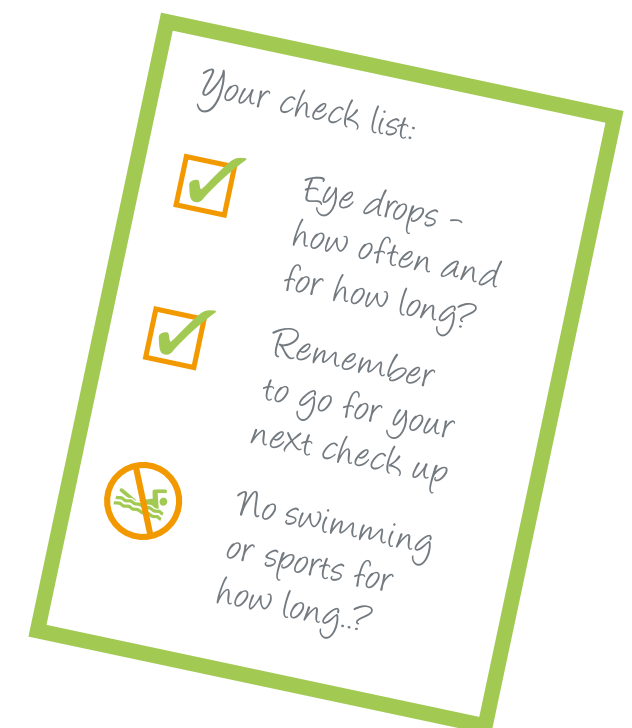 Your check list:
Eye drops -
how often and
for how long?
Remember
to go for your
next check up
No swimming
or sports for
how long..?